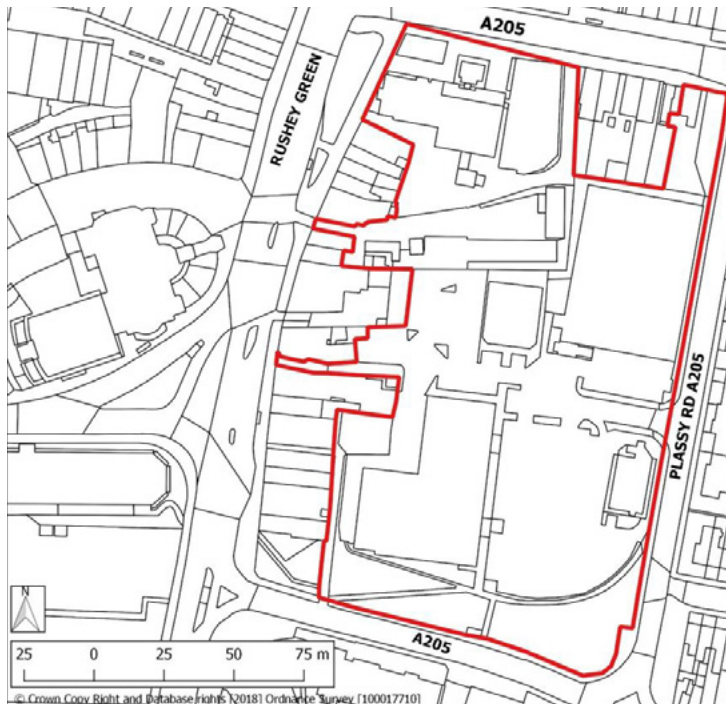 A205
RUSHEY GREEN
PLASSY RD A205
N
A205
25 0 25 50 75 m
© Crown Copy Right and Database rights [2018] Ordnance Survey [100017710]